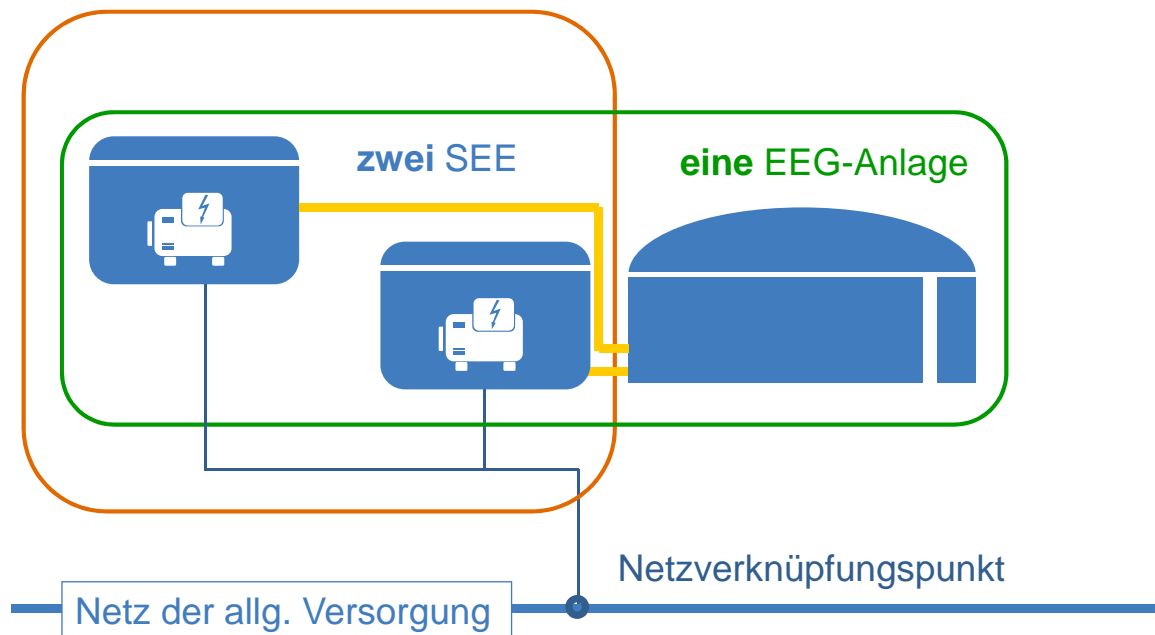 zwei SEE
eine EEG-Anlage
Netzverknüpfungspunkt
Netz der allg. Versorgung